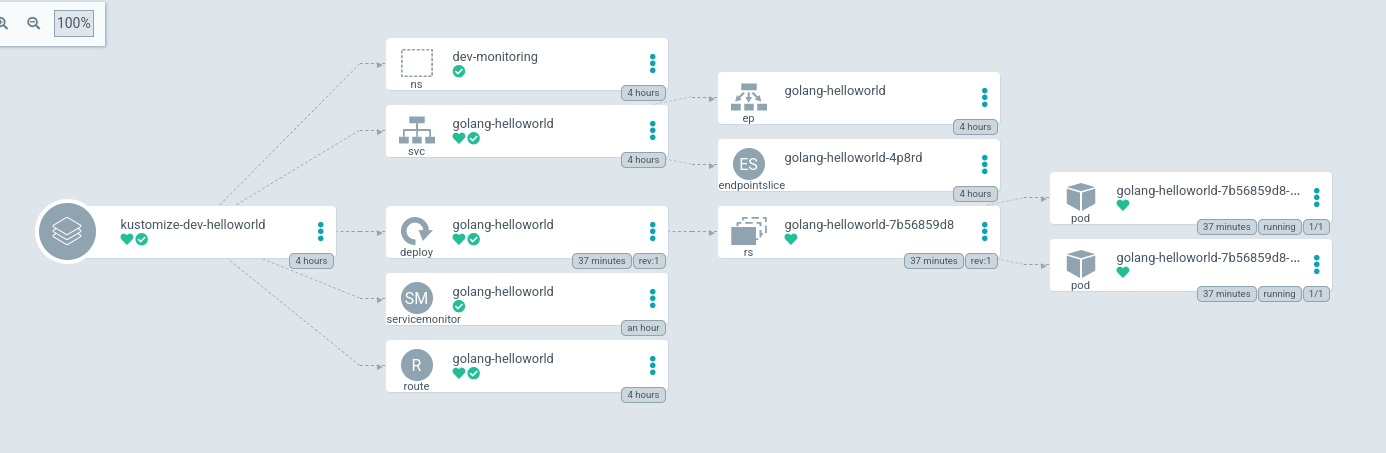 100%
kustomize-dev-helloworld
4 hours
dev-monitoring
ns
4 hours
golang-helloworld
svc
4 hours
golang-helloworld
deploy
37 minutes rev:1
SM
golang-helloworld
servicemonitor
an hour
R
golang-helloworld
route
4 hours
golang-helloworld
ep
4 hours
ES
golang-helloworld-4p8rd
endpointslice
4 hours
golang-helloworld-7b56859d8
rs
37 minutes rev:1
golang-helloworld-7b56859d8-...
pod
37 minutes running 1/1
golang-helloworld-7b56859d8-...
pod
37 minutes running 1/1